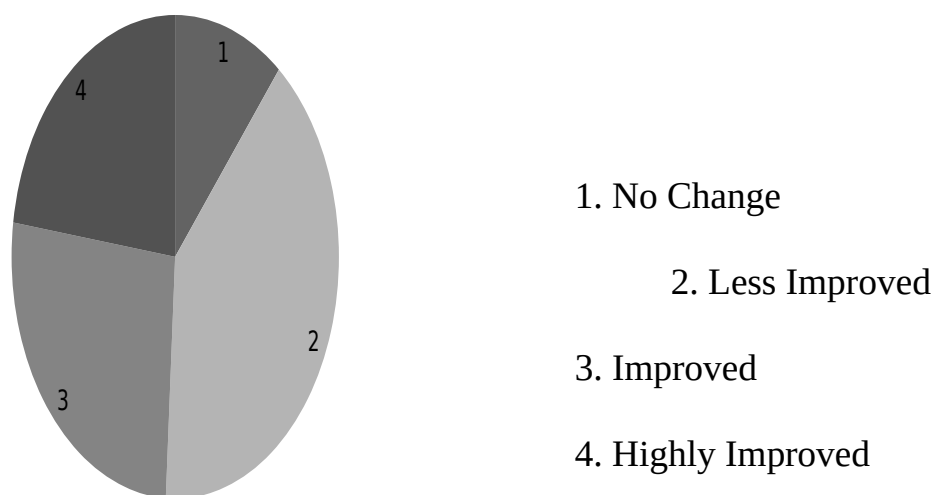 1
4
2
3
1. No Change
2. Less Improved
3. Improved
4. Highly Improved